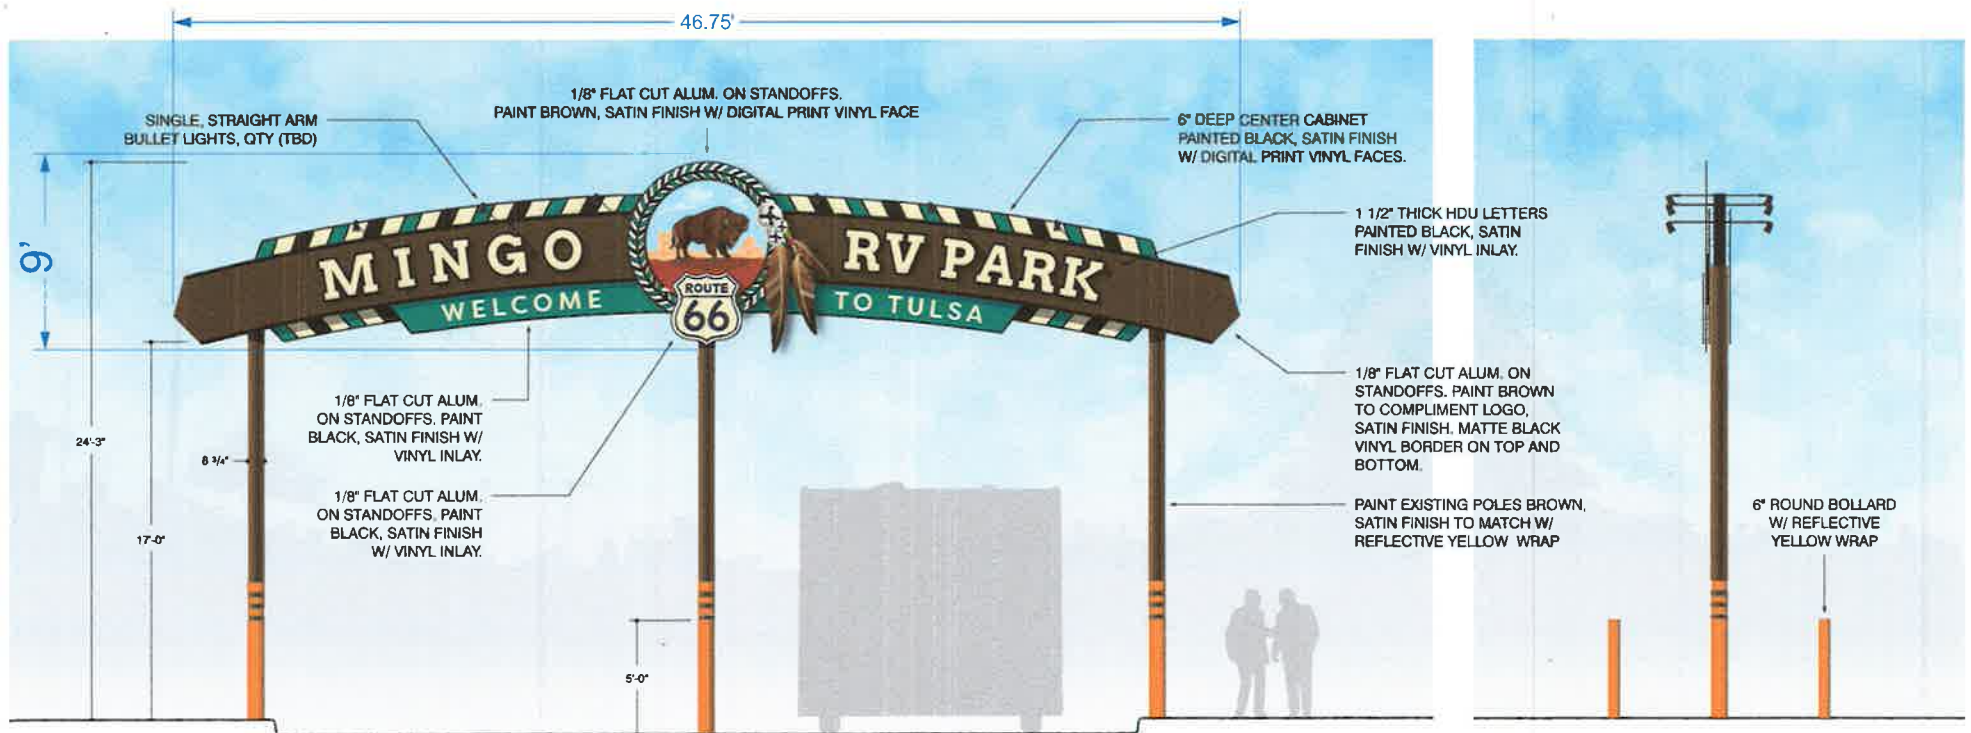 46.75'
1/8" FLAT CUT ALUM. ON STANDOFFS.
PAINT BROWN, SATIN FINISH W/ DIGITAL PRINT VINYL FACE
SINGLE, STRAIGHT ARM
BULLET LIGHTS, QTY (TBD)
6" DEEP CENTER CABINET
PAINTED BLACK, SATIN FINISH
W/ DIGITAL PRINT VINYL FACES.
9'
1 1/2" THICK HDU LETTERS
PAINTED BLACK, SATIN
FINISH W/ VINYL INLAY.
MINGO RV PARK
WELCOME TO TULSA
ROUTE
66
1/8" FLAT CUT ALUM.
ON STANDOFFS. PAINT
BLACK, SATIN FINISH W/
VINYL INLAY.
1/8" FLAT CUT ALUM. ON
STANDOFFS. PAINT BROWN
TO COMPLIMENT LOGO,
SATIN FINISH. MATTE BLACK
VINYL BORDER ON TOP AND
BOTTOM.
24'-3"
8 3/4"
1/8" FLAT CUT ALUM.
ON STANDOFFS, PAINT
BLACK, SATIN FINISH
W/ VINYL INLAY.
17'-0"
PAINT EXISTING POLES BROWN,
SATIN FINISH TO MATCH W/
REFLECTIVE YELLOW WRAP
6" ROUND BOLLARD
W/ REFLECTIVE
YELLOW WRAP
5'-0"